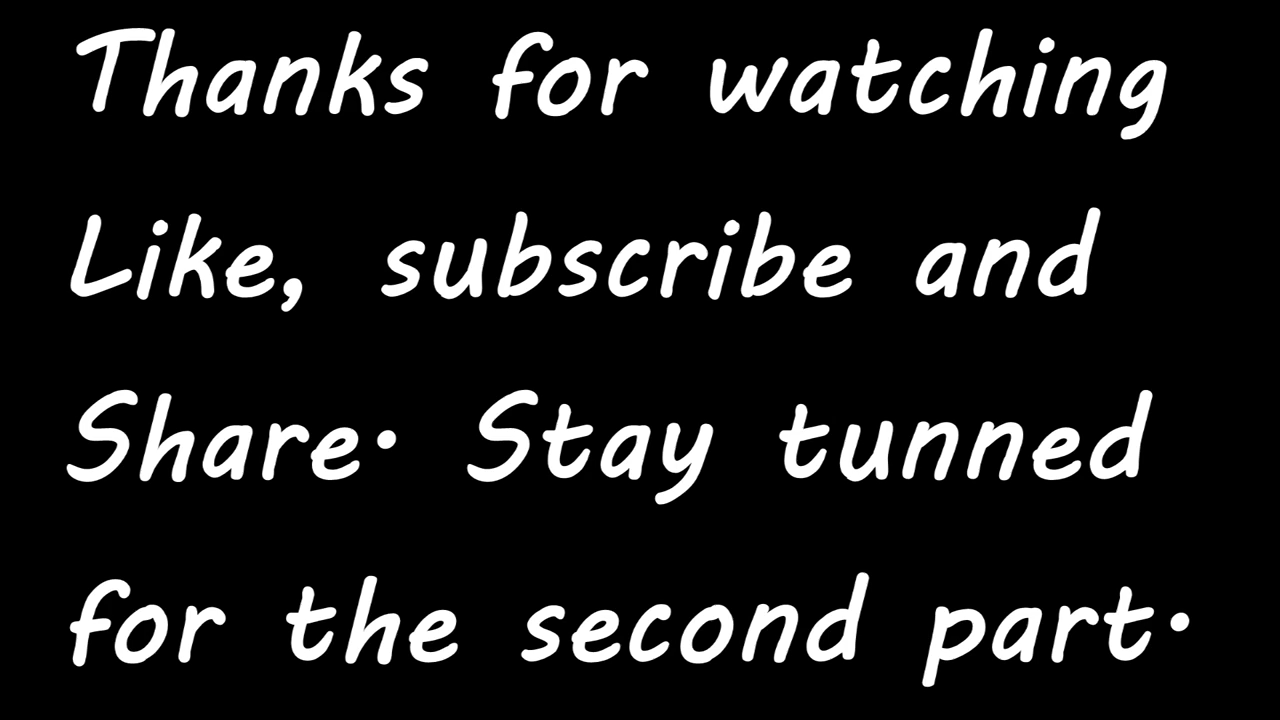 Thanks for watching
Like, subscribe and
Share. Stay tunned
for the second part.